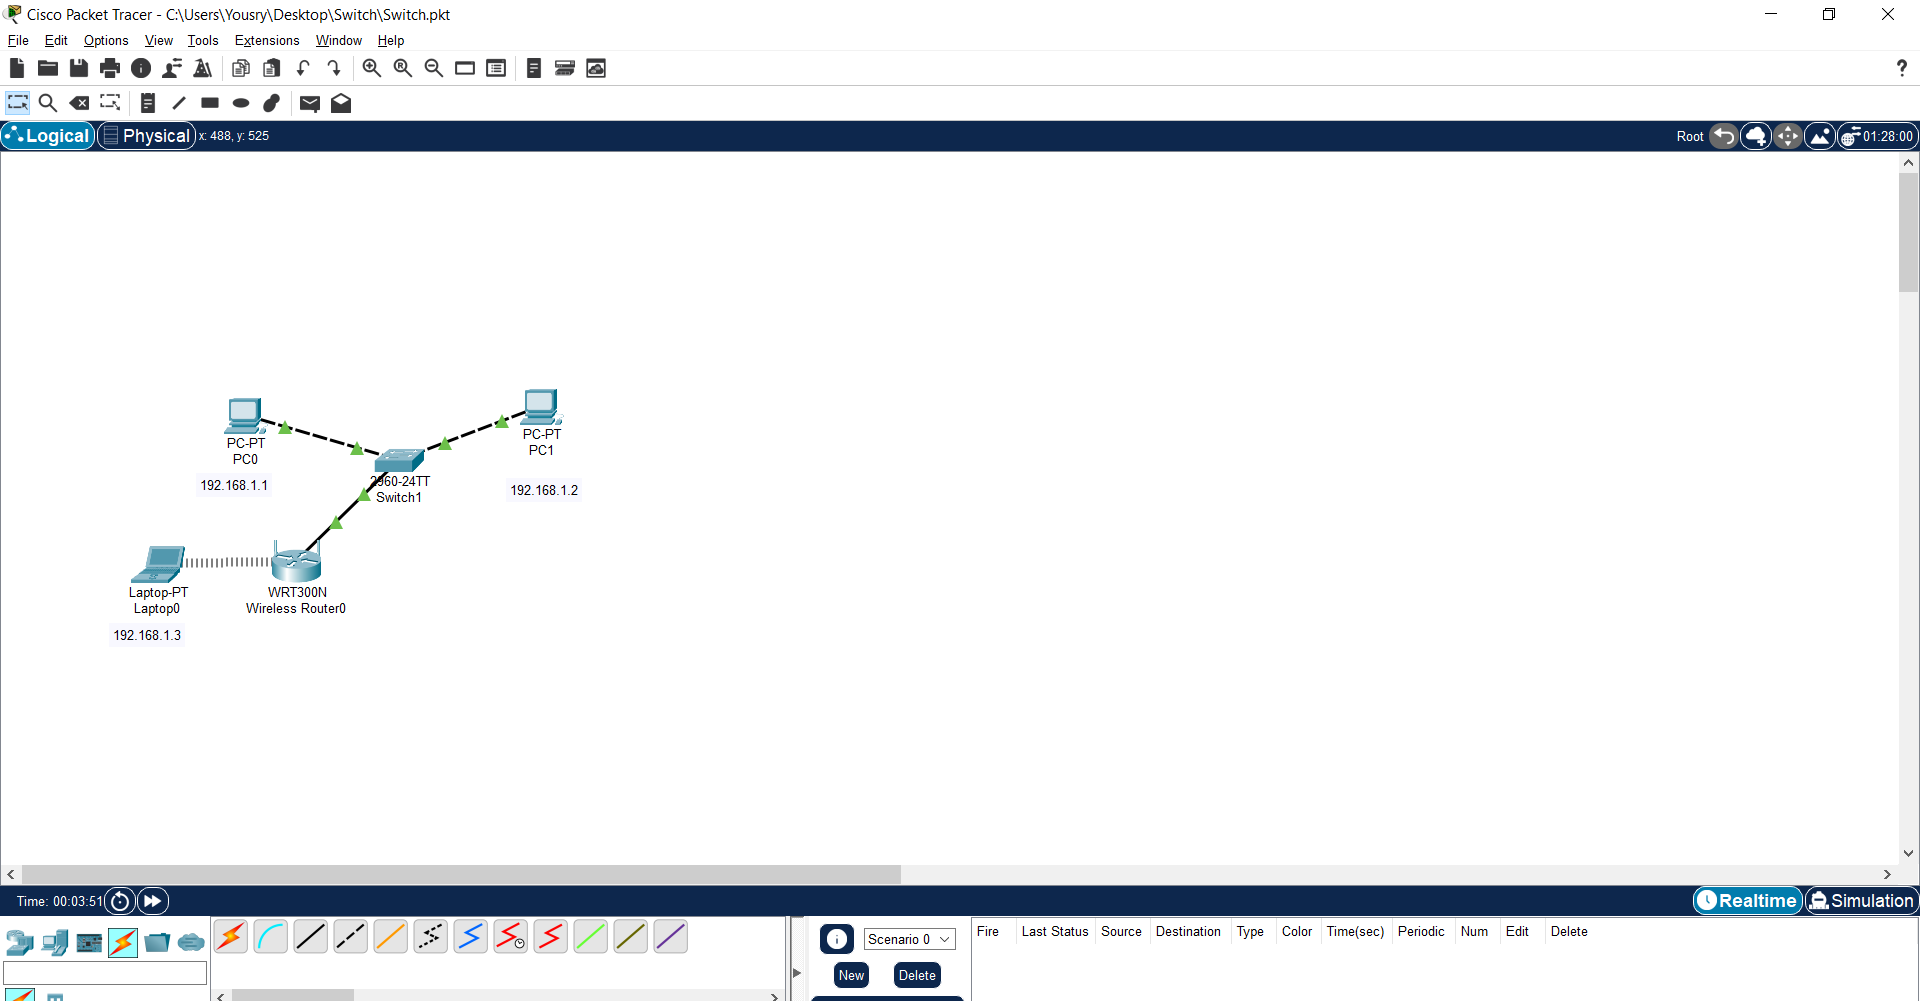 Cisco Packet Tracer - C:\Users\Yousry\Desktop\Switch\Switch.pkt
File Edit Options View Tools Extensions Window Help
?
Logical Physical x: 488, y: 525 Root 01:28:00
PC-PT
PC0
192.168.1.1
PC-PT
PC1
192.168.1.2
2960-24TT
Switch1
Laptop-PT
Laptop0
192.168.1.3
WRT300N
Wireless Router0
Time: 00:03:51 Realtime Simulation
Scenario 0
New Delete
Fire Last Status Source Destination Type Color Time(sec) Periodic Num Edit Delete